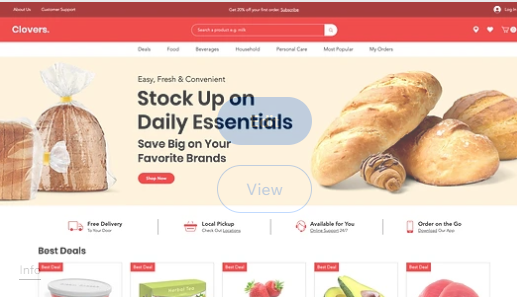 About Us
Customer Support
Get 20% off your first order. Subscribe
Log In
Clovers.
Search a product e.g. milk
0
Deals
Food
Beverages
Household
Personal Care
Most Popular
My Orders
Easy, Fresh & Convenient
Stock Up on
Daily Essentials
Save Big on Your
Favorite Brands
Shop Now
View
Free Delivery
To Your Door
Local Pickup
Check Out Locations
Available for You
Online Support 24/7
Order on the Go
Download Our App
Best Deals
Info
Best Deal
Best Deal
Best Deal
Best Deal
Best Deal